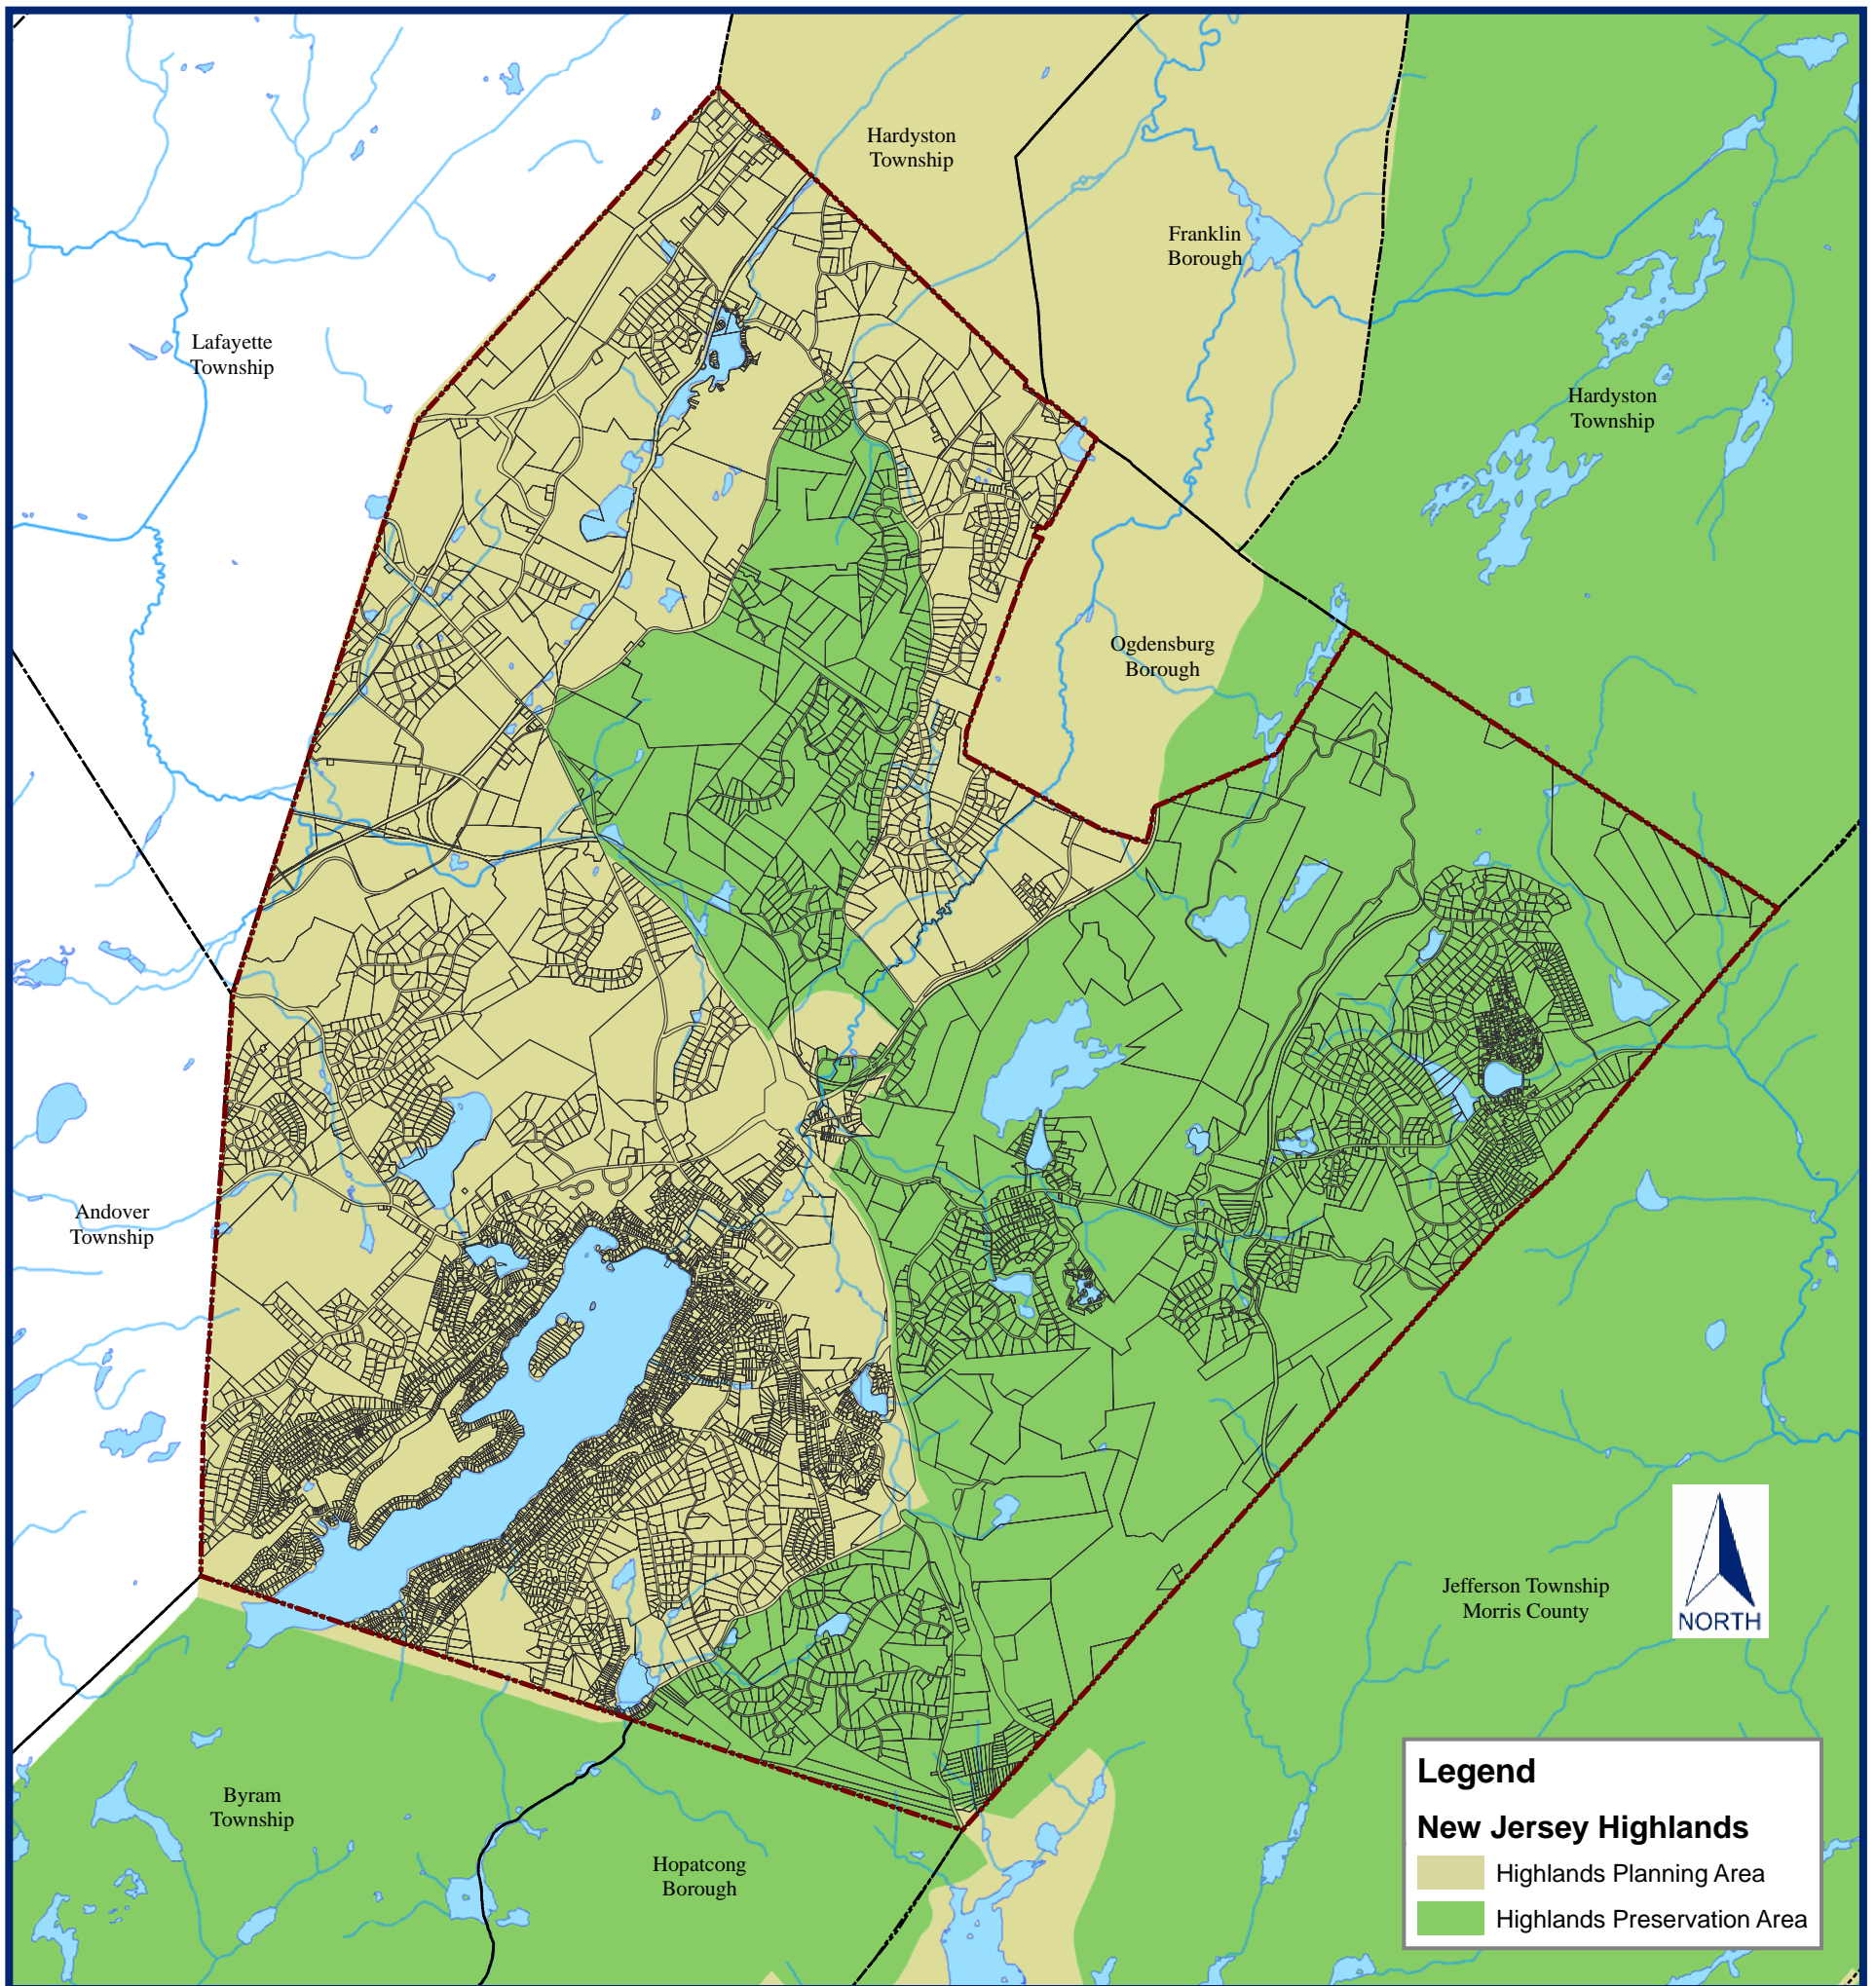 Hardyston
Township
Franklin
Borough
Lafayette
Township
Hardyston
Township
Ogdensburg
Borough
Andover
Township
Jefferson Township
Morris County
NORTH
Byram
Township
Hopatcong
Borough
Legend
New Jersey Highlands
Highlands Planning Area
Highlands Preservation Area